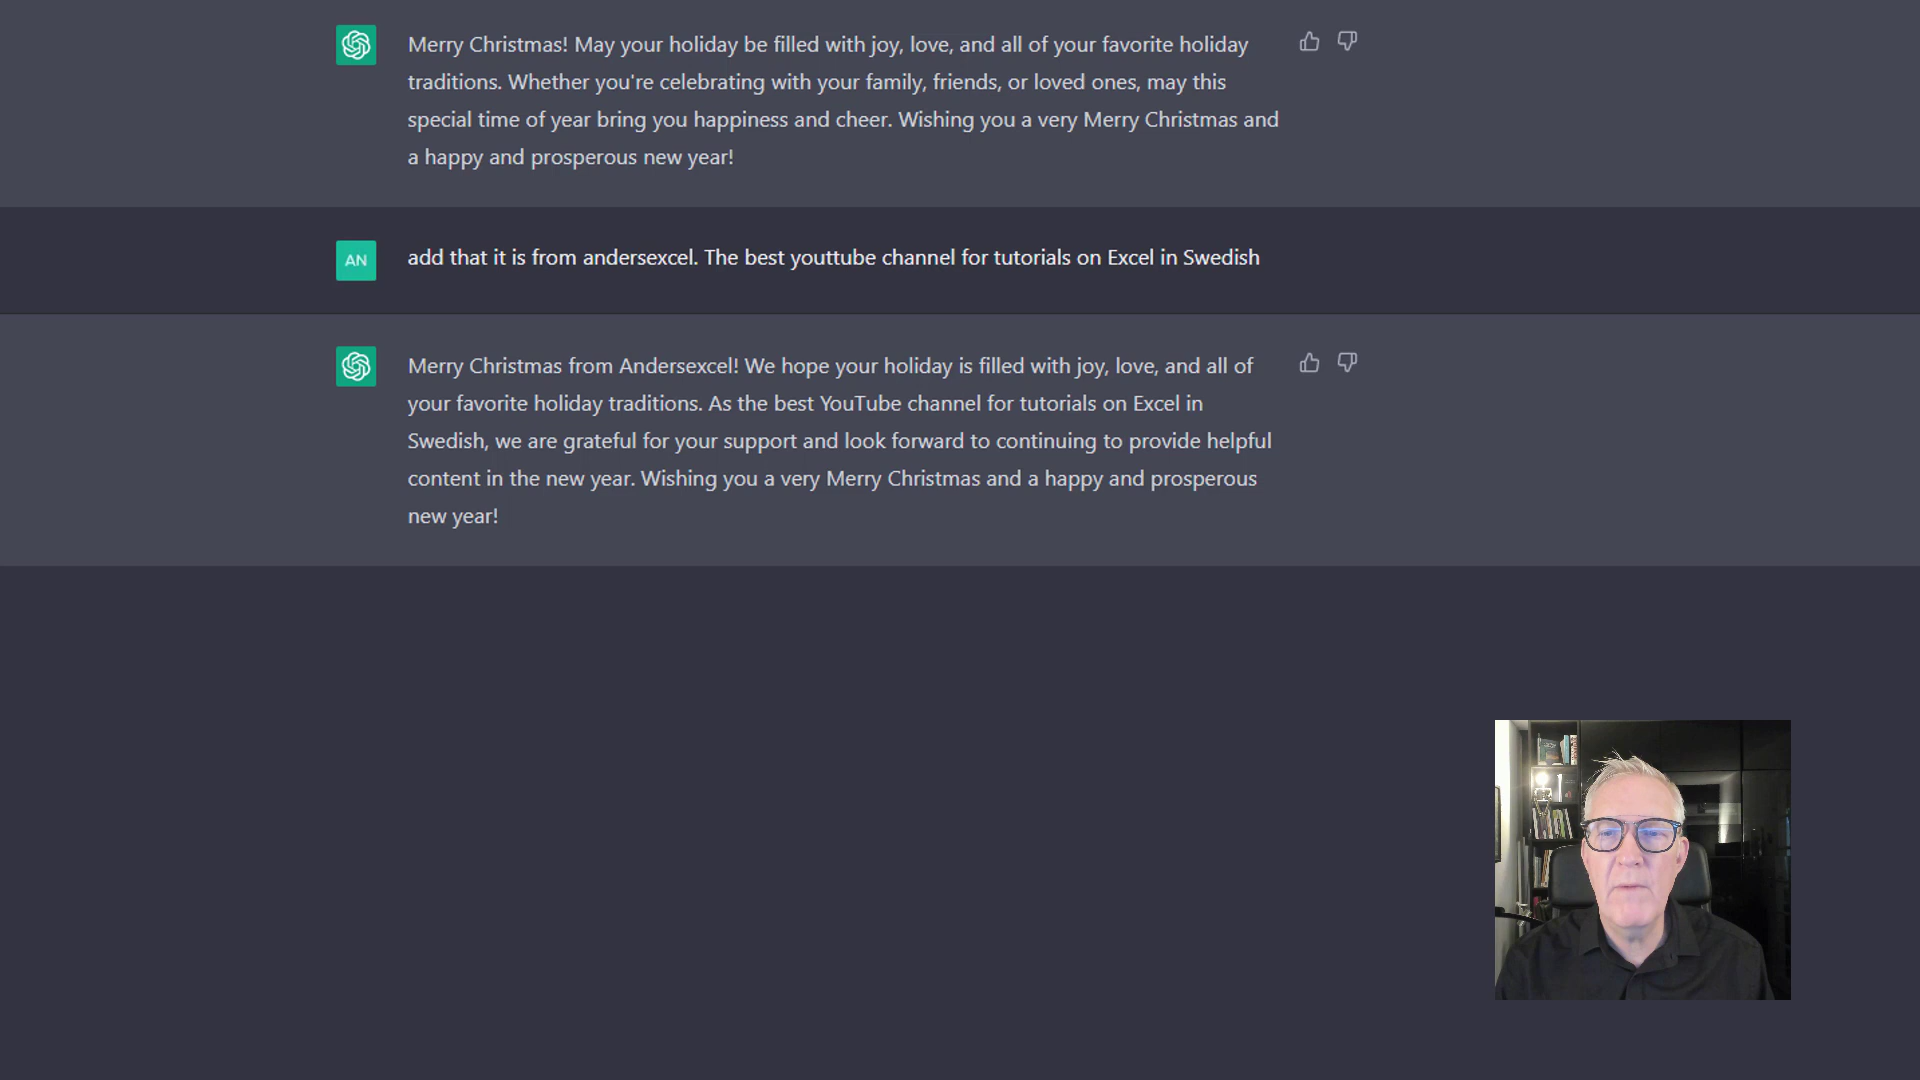 Merry Christmas! May your holiday be filled with joy, love, and all of your favorite holiday
traditions. Whether you're celebrating with your family, friends, or loved ones, may this
special time of year bring you happiness and cheer. Wishing you a very Merry Christmas and
a happy and prosperous new year!
AN
add that it is from andersexcel. The best youttube channel for tutorials on Excel in Swedish
Merry Christmas from Andersexcel! We hope your holiday is filled with joy, love, and all of
your favorite holiday traditions. As the best YouTube channel for tutorials on Excel in
Swedish, we are grateful for your support and look forward to continuing to provide helpful
content in the new year. Wishing you a very Merry Christmas and a happy and prosperous
new year!